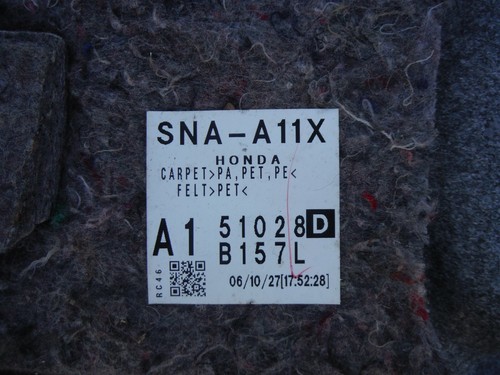 SNA-A11X
HONDA
CARPET>PA,PET,PE<
FELT>PET<
A1 51028 D
B157L
RC46
06/10/27[17:52:28]